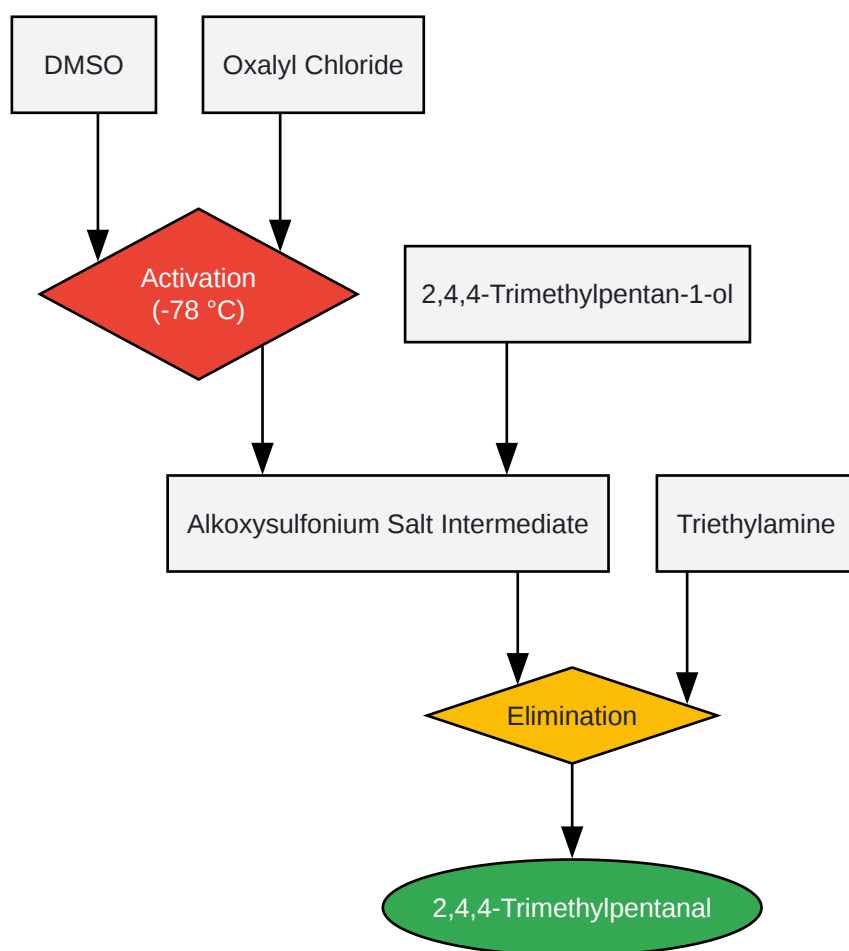 DMSO
Oxalyl Chloride
Activation
(-78 °C)
2,4,4-Trimethylpentan-1-ol
Alkoxysulfonium Salt Intermediate
Triethylamine
Elimination
2,4,4-Trimethylpentanal